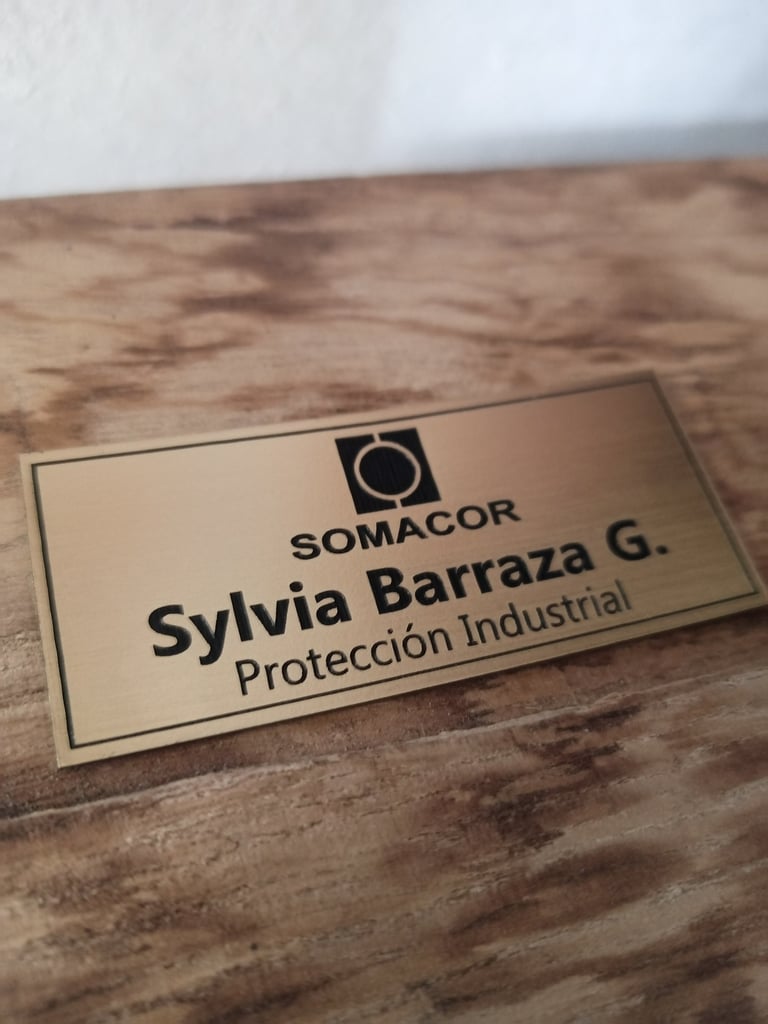 SOMACOR
Sylvia Barraza G.
Protección Industrial